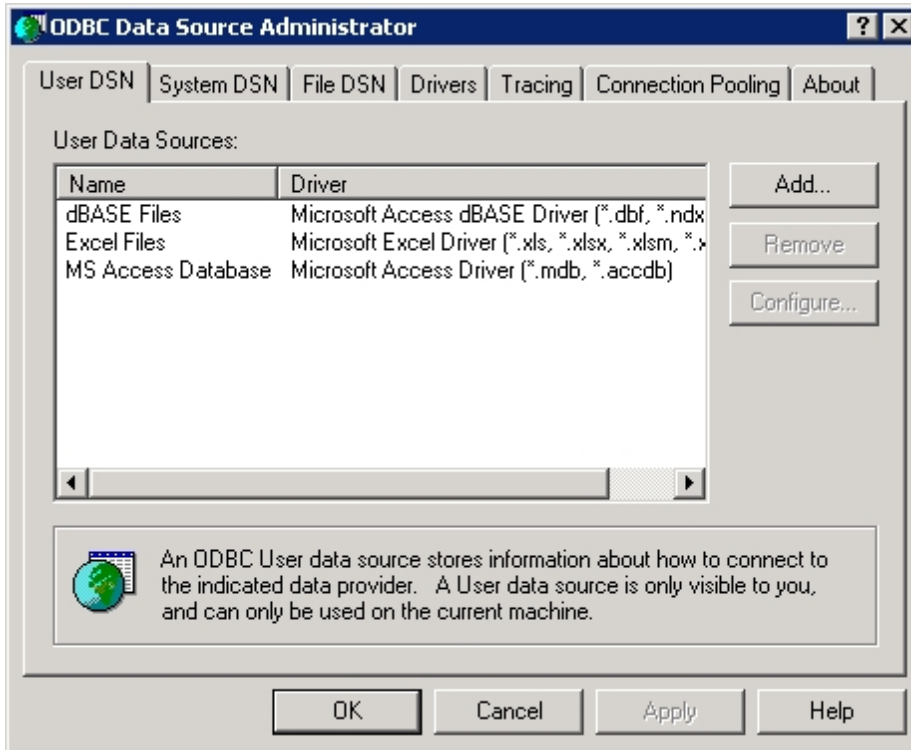 ODBC Data Source Administrator
User DSN System DSN File DSN Drivers Tracing Connection Pooling About
User Data Sources:
Name Driver
dBASE Files Microsoft Access dBASE Driver (*.dbf, *.ndx
Excel Files Microsoft Excel Driver (*.xls, *.xlsx, *.xlsm, *.x
MS Access Database Microsoft Access Driver (*.mdb, *.accdb)
Add...
Remove
Configure...
An ODBC User data source stores information about how to connect to
the indicated data provider. A User data source is only visible to you,
and can only be used on the current machine.
OK Cancel Apply Help